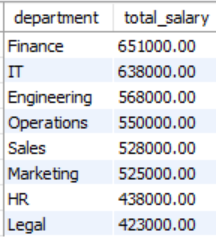 department total_salary
Finance 651000.00
IT 638000.00
Engineering 568000.00
Operations 550000.00
Sales 528000.00
Marketing 525000.00
HR 438000.00
Legal 423000.00